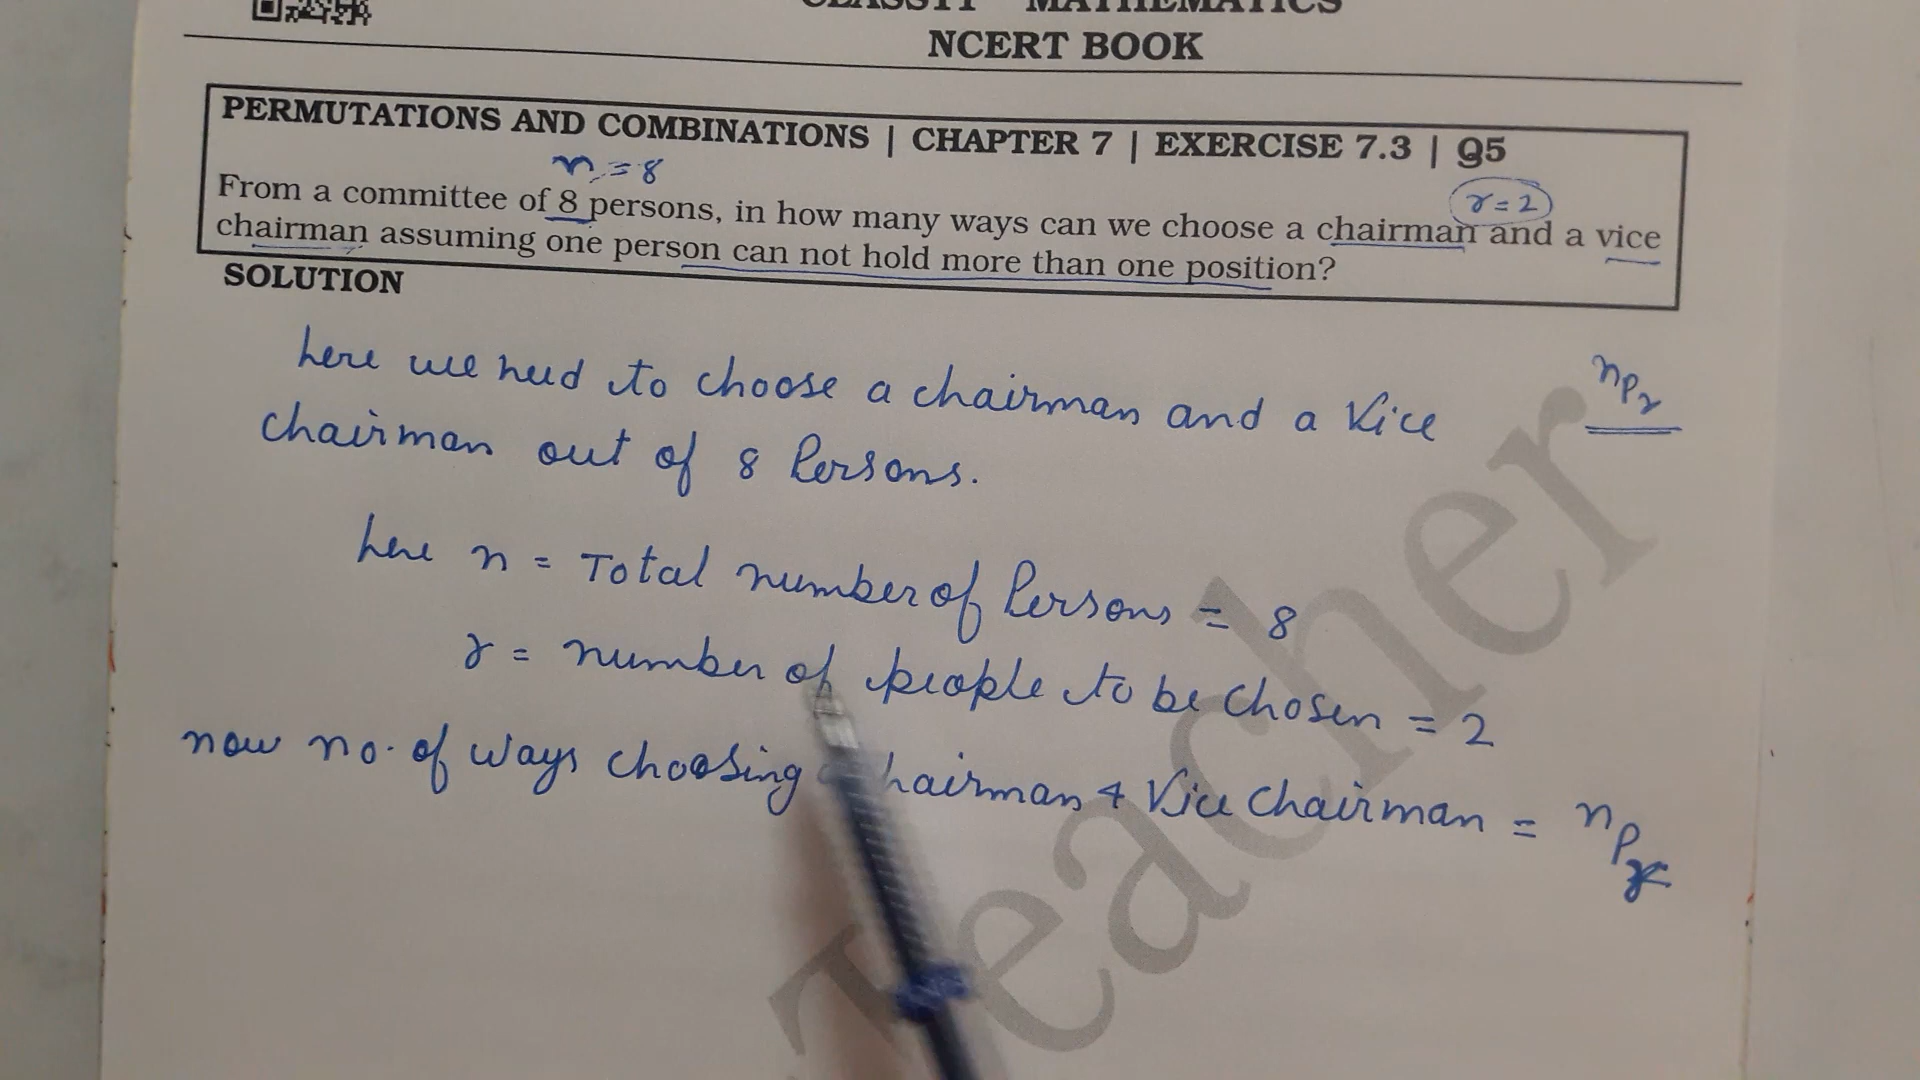 CLASS11 MATHEMATICS
NCERT BOOK
PERMUTATIONS AND COMBINATIONS | CHAPTER 7 | EXERCISE 7.3 | Q5
n = 8
r = 2
From a committee of 8 persons, in how many ways can we choose a chairman and a vice
chairman assuming one person can not hold more than one position?
SOLUTION
nPr
here we need to choose a chairman and a Vice
chairman out of 8 Persons.
here n = Total number of Persons = 8
r = number of people to be chosen = 2
now no. of ways choosing chairman & Vice chairman = nPr
Teacher